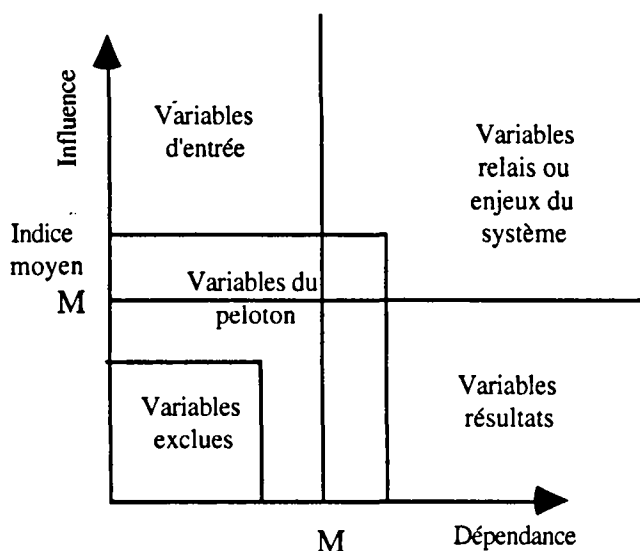 Influence
Variables
d'entrée
Variables
relais ou
enjeux du
système
Indice
moyen
M
Variables du
peloton
Variables
exclues
Variables
résultats
M
Dépendance